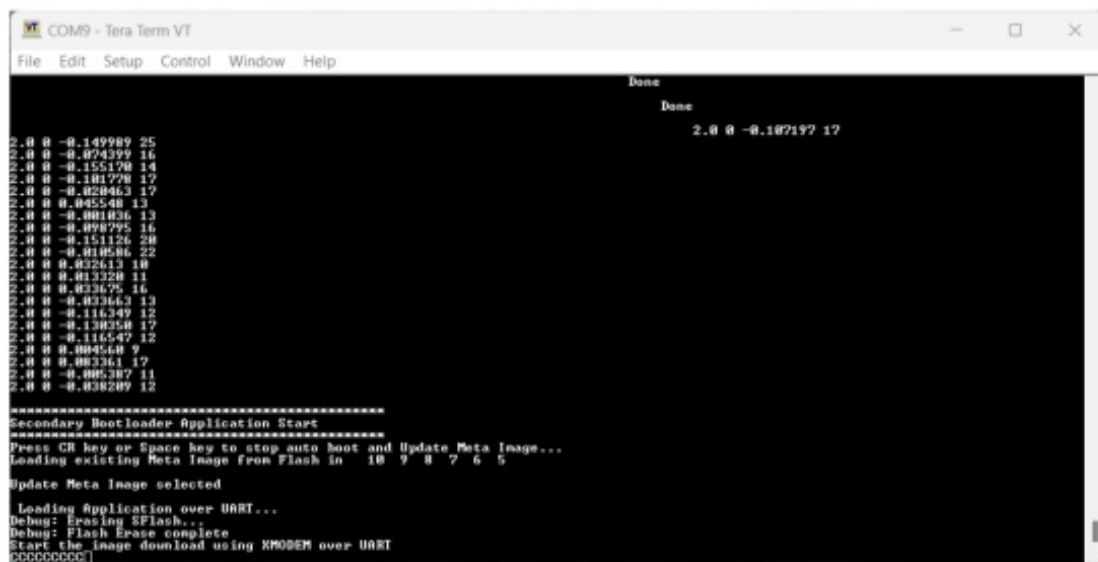 COM9 - Tera Term VT
File Edit Setup Control Window Help
Done
Done
2.0 0 -0.107197 17
2.0 0 -0.149989 25
2.0 0 -0.074399 16
2.0 0 -0.155170 14
2.0 0 -0.101778 17
2.0 0 -0.020463 17
2.0 0 0.045548 13
2.0 0 -0.001036 13
2.0 0 -0.098795 16
2.0 0 -0.151126 20
2.0 0 -0.010586 22
2.0 0 0.032613 10
2.0 0 0.013320 11
2.0 0 0.033675 16
2.0 0 -0.033663 13
2.0 0 -0.116349 12
2.0 0 -0.130350 17
2.0 0 -0.116547 12
2.0 0 0.004560 9
2.0 0 0.083361 17
2.0 0 -0.005387 11
2.0 0 -0.038209 12
**********************************************
Secondary Bootloader Application Start
**********************************************
Press CR key or Space key to stop auto boot and Update Meta Image...
Loading existing Meta Image from Flash in 10 9 8 7 6 5
Update Meta Image selected
Loading Application over UART...
Debug: Erasing SFlash...
Debug: Flash Erase complete
Start the image download using XMODEM over UART
CCCCCCCCC